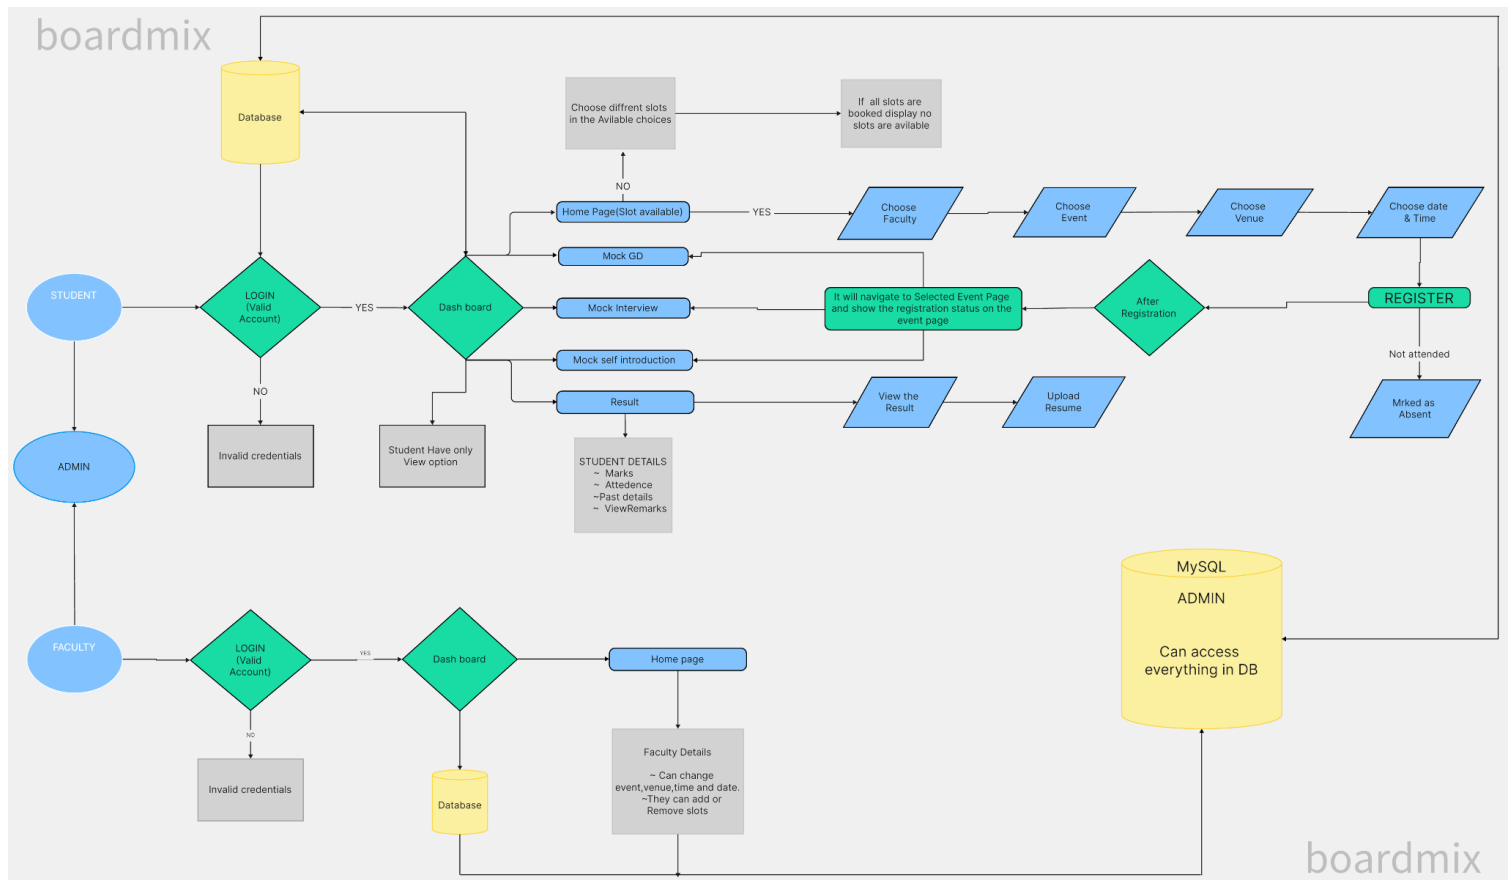 boardmix
Database
Choose diffrent slots
in the Avilable choices
If all slots are
booked display no
slots are avilable
NO
Home Page(Slot available)
YES
Choose
Faculty
Choose
Event
Choose
Venue
Choose date
& Time
Mock GD
STUDENT
LOGIN
(Valid
Account)
YES
Dash board
Mock Interview
It will navigate to Selected Event Page
and show the registration status on the
event page
After
Registration
REGISTER
Not attended
Mock self introduction
NO
Result
View the
Result
Upload
Resume
Mrked as
Absent
ADMIN
Invalid credentials
Student Have only
View option
STUDENT DETAILS
~ Marks
~ Attedence
~Past details
~ ViewRemarks
MySQL
ADMIN
Can access
everything in DB
FACULTY
LOGIN
(Valid
Account)
YES
Dash board
Home page
NO
Invalid credentials
Database
Faculty Details
~ Can change
event,venue,time and date.
~They can add or
Remove slots
boardmix